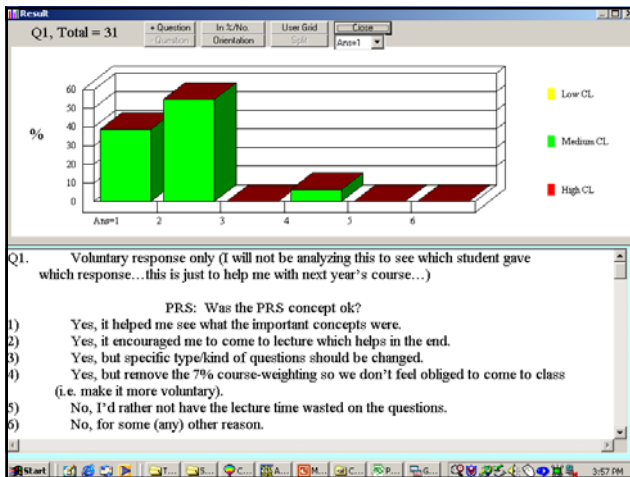 Result
Q1, Total = 31
+ Question
In %/No.
User Grid
Close
- Question
Orientation
Split
Ans=1
60
50
40
30
20
10
0
%
Ans=1 2 3 4 5 6
Low CL
Medium CL
High CL
Q1. Voluntary response only (I will not be analyzing this to see which student gave
which response...this is just to help me with next year's course...)
PRS: Was the PRS concept ok?
1) Yes, it helped me see what the important concepts were.
2) Yes, it encouraged me to come to lecture which helps in the end.
3) Yes, but specific type/kind of questions should be changed.
4) Yes, but remove the 7% course-weighting so we don't feel obliged to come to class
(i.e. make it more voluntary).
5) No, I'd rather not have the lecture time wasted on the questions.
6) No, for some (any) other reason.
Start T... S... C... A... M... C... P... G... 3:57 PM